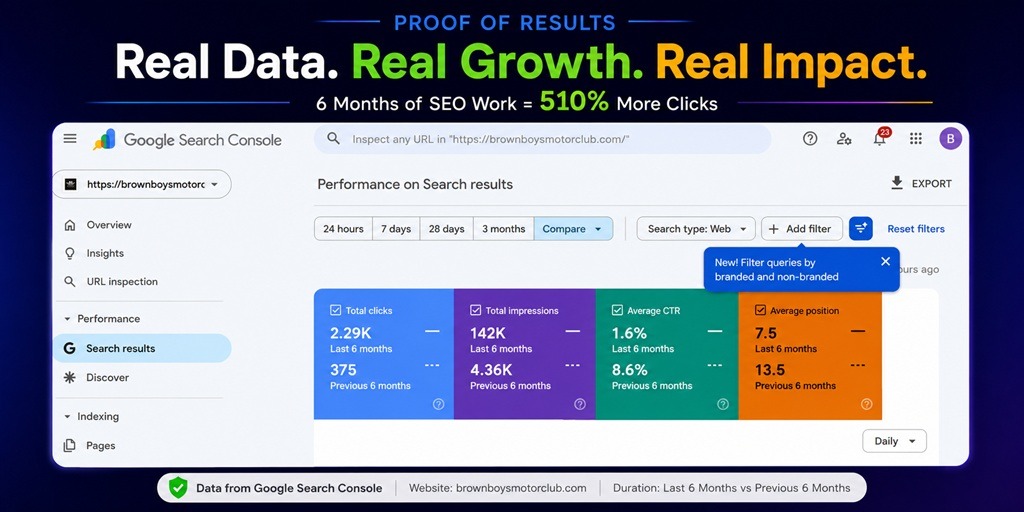 PROOF OF RESULTS
Real Data. Real Growth. Real Impact.
6 Months of SEO Work = 510% More Clicks
Google Search Console
Inspect any URL in "https://brownboysmotorclub.com/"
23
B
https://brownboysmotorc
Performance on Search results
EXPORT
Overview
Insights
URL inspection
Performance
Search results
Discover
Indexing
Pages
24 hours
7 days
28 days
3 months
Compare
Search type: Web
Add filter
Reset filters
New! Filter queries by
branded and non-branded
ours ago
Total clicks
2.29K
Last 6 months
375
Previous 6 months
Total impressions
142K
Last 6 months
4.36K
Previous 6 months
Average CTR
1.6%
Last 6 months
8.6%
Previous 6 months
Average position
7.5
Last 6 months
13.5
Previous 6 months
Daily
Data from Google Search Console | Website: brownboysmotorclub.com | Duration: Last 6 Months vs Previous 6 Months